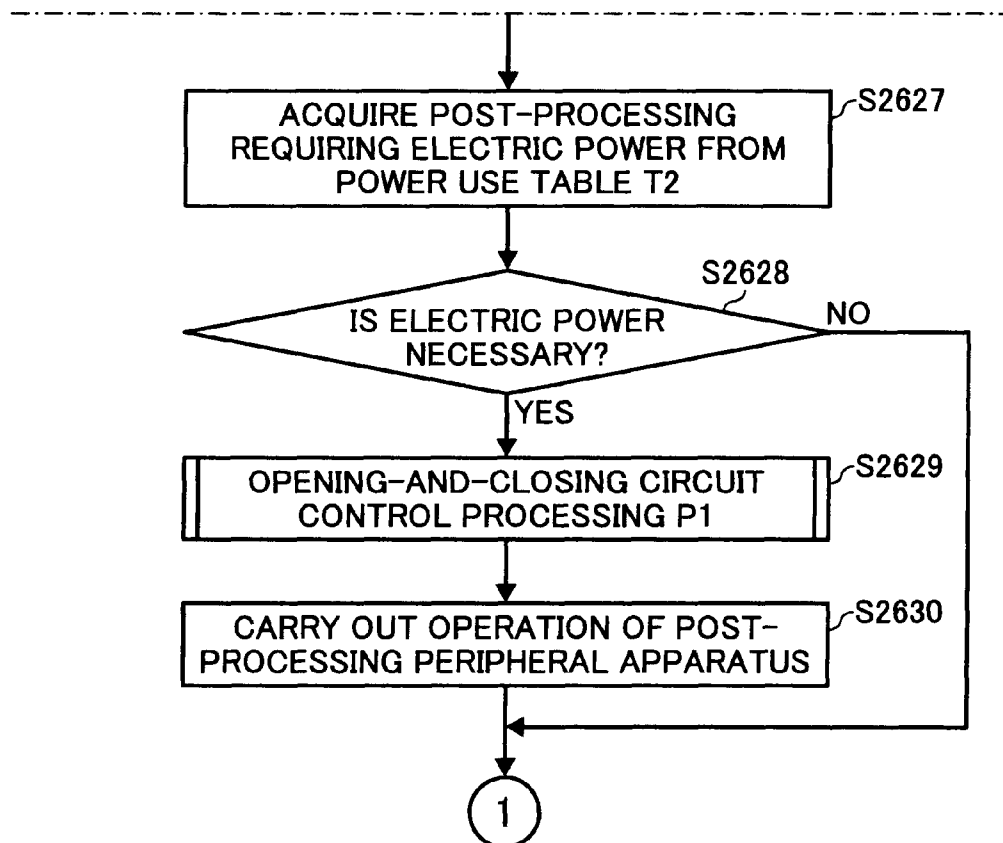 ACQUIRE POST-PROCESSING
REQUIRING ELECTRIC POWER FROM
POWER USE TABLE T2
S2627
S2628
IS ELECTRIC POWER
NECESSARY?
NO
YES
OPENING-AND-CLOSING CIRCUIT
CONTROL PROCESSING P1
S2629
CARRY OUT OPERATION OF POST-
PROCESSING PERIPHERAL APPARATUS
S2630
1